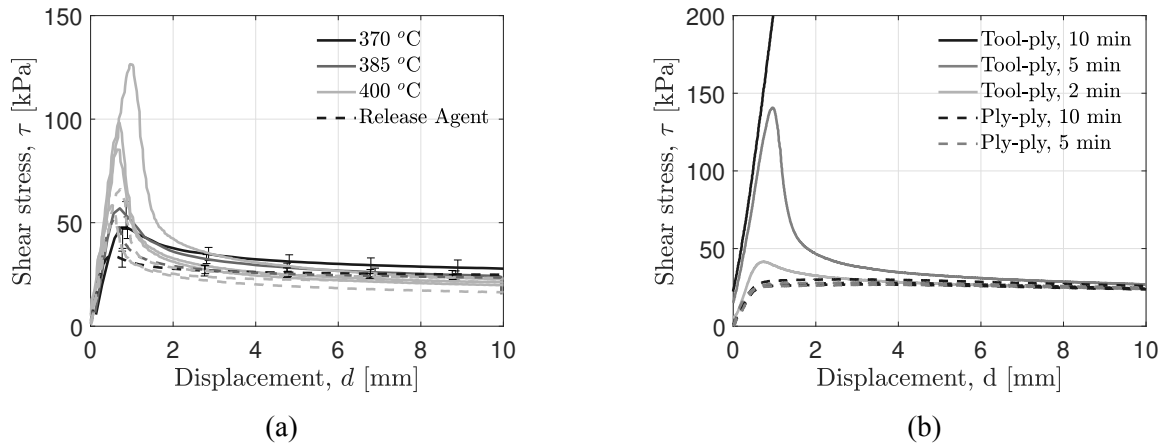 150
100
50
0
0 2 4 6 8 10
Shear stress, τ [kPa]
Displacement, d [mm]
370 °C
385 °C
400 °C
Release Agent
(a)
200
150
100
50
0
0 2 4 6 8 10
Shear stress, τ [kPa]
Displacement, d [mm]
Tool-ply, 10 min
Tool-ply, 5 min
Tool-ply, 2 min
Ply-ply, 10 min
Ply-ply, 5 min
(b)